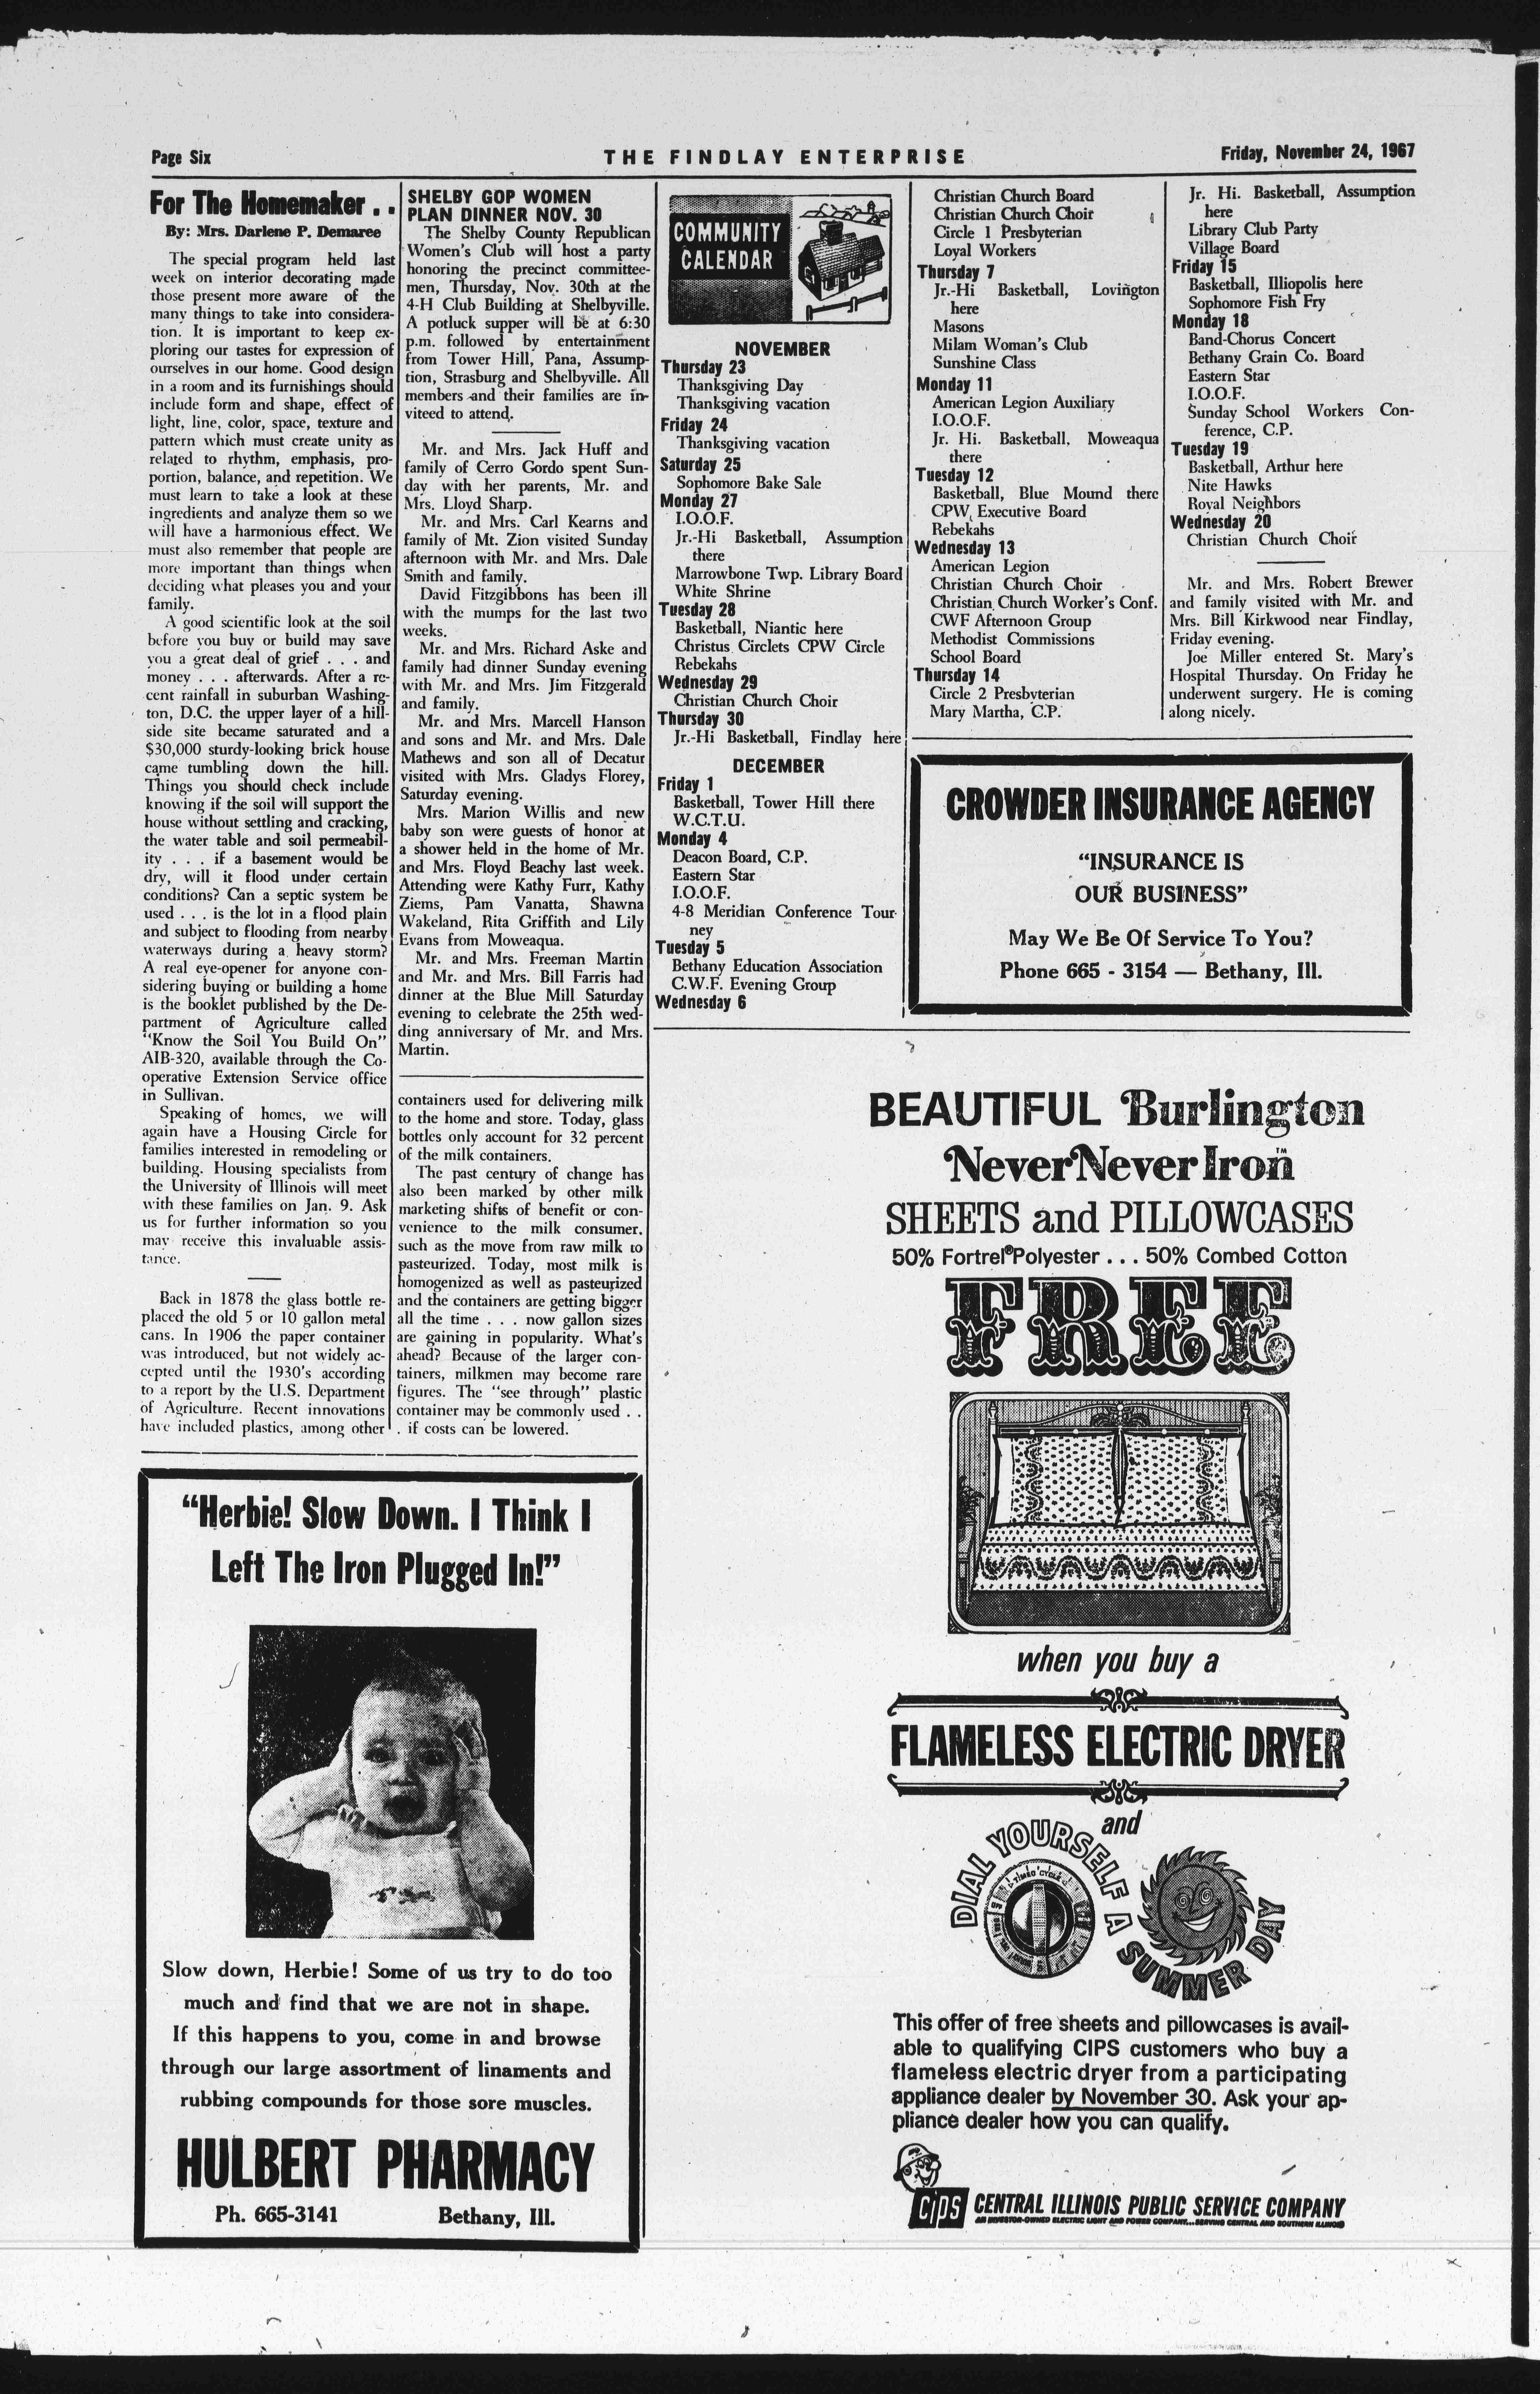 Page Six
THE FINDLAY ENTERPRISE
Friday, November 24, 1967
For The Homemaker . .
By: Mrs. Darlene P. Demaree
The special program held last
week on interior decorating made
those present more aware of the
many things to take into considera-
tion. It is important to keep ex-
ploring our tastes for expression of
ourselves in our home. Good design
in a room and its furnishings should
include form and shape, effect of
light, line, color, space, texture and
pattern which must create unity as
related to rhythm, emphasis, pro-
portion, balance, and repetition. We
must learn to take a look at these
ingredients and analyze them so we
will have a harmonious effect. We
must also remember that people are
more important than things when
deciding what pleases you and your
family.
A good scientific look at the soil
before you buy or build may save
you a great deal of grief . . . and
money . . . afterwards. After a re-
cent rainfall in suburban Washing-
ton, D.C. the upper layer of a hill-
side site became saturated and a
$30,000 sturdy-looking brick house
came tumbling down the hill.
Things you should check include
knowing if the soil will support the
house without settling and cracking,
the water table and soil permeabil-
ity . . . if a basement would be
dry, will it flood under certain
conditions? Can a septic system be
used . . . is the lot in a flood plain
and subject to flooding from nearby
waterways during a heavy storm?
A real eye-opener for anyone con-
sidering buying or building a home
is the booklet published by the De-
partment of Agriculture called
"Know the Soil You Build On"
AIB-320, available through the Co-
operative Extension Service office
in Sullivan.
Speaking of homes, we will
again have a Housing Circle for
families interested in remodeling or
building. Housing specialists from
the University of Illinois will meet
with these families on Jan. 9. Ask
us for further information so you
may receive this invaluable assis-
tance.
Back in 1878 the glass bottle re-
placed the old 5 or 10 gallon metal
cans. In 1906 the paper container
was introduced, but not widely ac-
cepted until the 1930's according
to a report by the U.S. Department
of Agriculture. Recent innovations
have included plastics, among other
SHELBY GOP WOMEN
PLAN DINNER NOV. 30
The Shelby County Republican
Women's Club will host a party
honoring the precinct committee-
men, Thursday, Nov. 30th at the
4-H Club Building at Shelbyville.
A potluck supper will be at 6:30
p.m. followed by entertainment
from Tower Hill, Pana, Assump-
tion, Strasburg and Shelbyville. All
members and their families are in-
viteed to attend.
Mr. and Mrs. Jack Huff and
family of Cerro Gordo spent Sun-
day with her parents, Mr. and
Mrs. Lloyd Sharp.
Mr. and Mrs. Carl Kearns and
family of Mt. Zion visited Sunday
afternoon with Mr. and Mrs. Dale
Smith and family.
David Fitzgibbons has been ill
with the mumps for the last two
weeks.
Mr. and Mrs. Richard Aske and
family had dinner Sunday evening
with Mr. and Mrs. Jim Fitzgerald
and family.
Mr. and Mrs. Marcell Hanson
and sons and Mr. and Mrs. Dale
Mathews and son all of Decatur
visited with Mrs. Gladys Florey,
Saturday evening.
Mrs. Marion Willis and new
baby son were guests of honor at
a shower held in the home of Mr.
and Mrs. Floyd Beachy last week.
Attending were Kathy Furr, Kathy
Ziems, Pam Vanatta, Shawna
Wakeland, Rita Griffith and Lily
Evans from Moweaqua.
Mr. and Mrs. Freeman Martin
and Mr. and Mrs. Bill Farris had
dinner at the Blue Mill Saturday
evening to celebrate the 25th wed-
ding anniversary of Mr. and Mrs.
Martin.
containers used for delivering milk
to the home and store. Today, glass
bottles only account for 32 percent
of the milk containers.
The past century of change has
also been marked by other milk
marketing shifts of benefit or con-
venience to the milk consumer,
such as the move from raw milk to
pasteurized. Today, most milk is
homogenized as well as pasteurized
and the containers are getting bigger
all the time . . . now gallon sizes
are gaining in popularity. What's
ahead? Because of the larger con-
tainers, milkmen may become rare
figures. The "see through" plastic
container may be commonly used . .
. if costs can be lowered.
"Herbie! Slow Down. I Think I
Left The Iron Plugged In!"
Slow down, Herbie! Some of us try to do too
much and find that we are not in shape.
If this happens to you, come in and browse
through our large assortment of linaments and
rubbing compounds for those sore muscles.
HULBERT PHARMACY
Ph. 665-3141 Bethany, Ill.
COMMUNITY
CALENDAR
NOVEMBER
Thursday 23
Thanksgiving Day
Thanksgiving vacation
Friday 24
Thanksgiving vacation
Saturday 25
Sophomore Bake Sale
Monday 27
I.O.O.F.
Jr.-Hi Basketball, Assumption
there
Marrowbone Twp. Library Board
White Shrine
Tuesday 28
Basketball, Niantic here
Christus Circlets CPW Circle
Rebekahs
Wednesday 29
Christian Church Choir
Thursday 30
Jr.-Hi Basketball, Findlay here
DECEMBER
Friday 1
Basketball, Tower Hill there
W.C.T.U.
Monday 4
Deacon Board, C.P.
Eastern Star
I.O.O.F.
4-8 Meridian Conference Tour-
ney
Tuesday 5
Bethany Education Association
C.W.F. Evening Group
Wednesday 6
Christian Church Board
Christian Church Choir
Circle 1 Presbyterian
Loyal Workers
Thursday 7
Jr.-Hi Basketball, Lovington
here
Masons
Milam Woman's Club
Sunshine Class
Monday 11
American Legion Auxiliary
I.O.O.F.
Jr. Hi. Basketball, Moweaqua
there
Tuesday 12
Basketball, Blue Mound there
CPW Executive Board
Rebekahs
Wednesday 13
American Legion
Christian Church Choir
Christian Church Worker's Conf.
CWF Afternoon Group
Methodist Commissions
School Board
Thursday 14
Circle 2 Presbyterian
Mary Martha, C.P.
Jr. Hi. Basketball, Assumption
here
Library Club Party
Village Board
Friday 15
Basketball, Illiopolis here
Sophomore Fish Fry
Monday 18
Band-Chorus Concert
Bethany Grain Co. Board
Eastern Star
I.O.O.F.
Sunday School Workers Con-
ference, C.P.
Tuesday 19
Basketball, Arthur here
Nite Hawks
Royal Neighbors
Wednesday 20
Christian Church Choir
Mr. and Mrs. Robert Brewer
and family visited with Mr. and
Mrs. Bill Kirkwood near Findlay,
Friday evening.
Joe Miller entered St. Mary's
Hospital Thursday. On Friday he
underwent surgery. He is coming
along nicely.
CROWDER INSURANCE AGENCY
"INSURANCE IS
OUR BUSINESS"
May We Be Of Service To You?
Phone 665 - 3154 — Bethany, Ill.
BEAUTIFUL Burlington
Never Never Iron™
SHEETS and PILLOWCASES
50% Fortrel® Polyester . . . 50% Combed Cotton
FREE
when you buy a
FLAMELESS ELECTRIC DRYER
and
DIAL YOURSELF A SUMMER DAY
This offer of free sheets and pillowcases is avail-
able to qualifying CIPS customers who buy a
flameless electric dryer from a participating
appliance dealer by November 30. Ask your ap-
pliance dealer how you can qualify.
CIPS CENTRAL ILLINOIS PUBLIC SERVICE COMPANY
AN INVESTOR-OWNED ELECTRIC LIGHT AND POWER COMPANY...SERVING CENTRAL AND SOUTHERN ILLINOIS